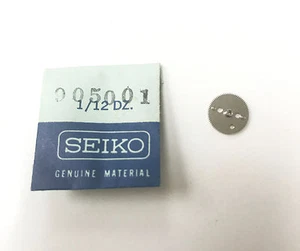 005001
1/12 DZ.
SEIKO
GENUINE MATERIAL